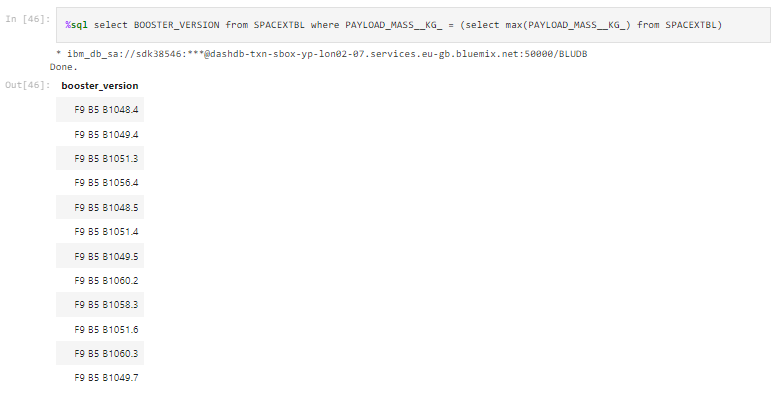 In [46]: %sql select BOOSTER_VERSION from SPACEXTBL where PAYLOAD_MASS__KG_ = (select max(PAYLOAD_MASS__KG_) from SPACEXTBL)
* ibm_db_sa://sdk38546:***@dashdb-txn-sbox-yp-lon02-07.services.eu-gb.bluemix.net:50000/BLUDB
Done.
Out[46]: booster_version
F9 B5 B1048.4
F9 B5 B1049.4
F9 B5 B1051.3
F9 B5 B1056.4
F9 B5 B1048.5
F9 B5 B1051.4
F9 B5 B1049.5
F9 B5 B1060.2
F9 B5 B1058.3
F9 B5 B1051.6
F9 B5 B1060.3
F9 B5 B1049.7